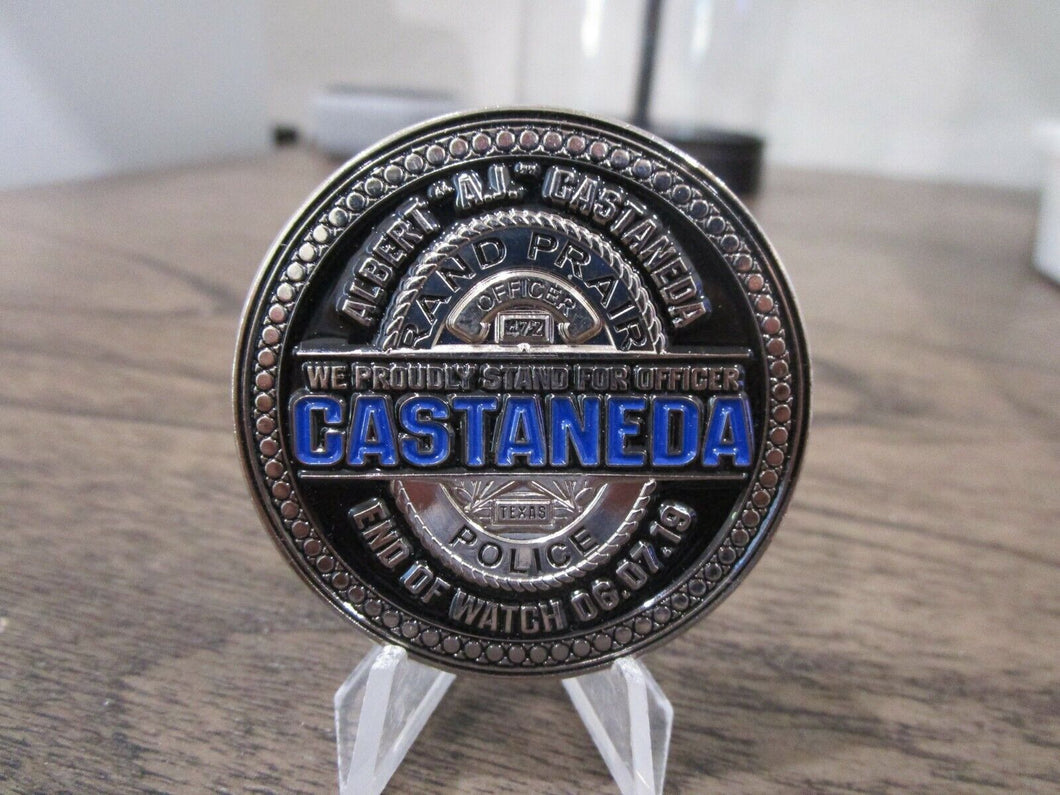 ALBERT "A.J." CASTANEDA
RAND PRAIR
OFFICER
472
WE PROUDLY STAND FOR OFFICER
CASTANEDA
TEXAS
POLICE
END OF WATCH 06.07.19